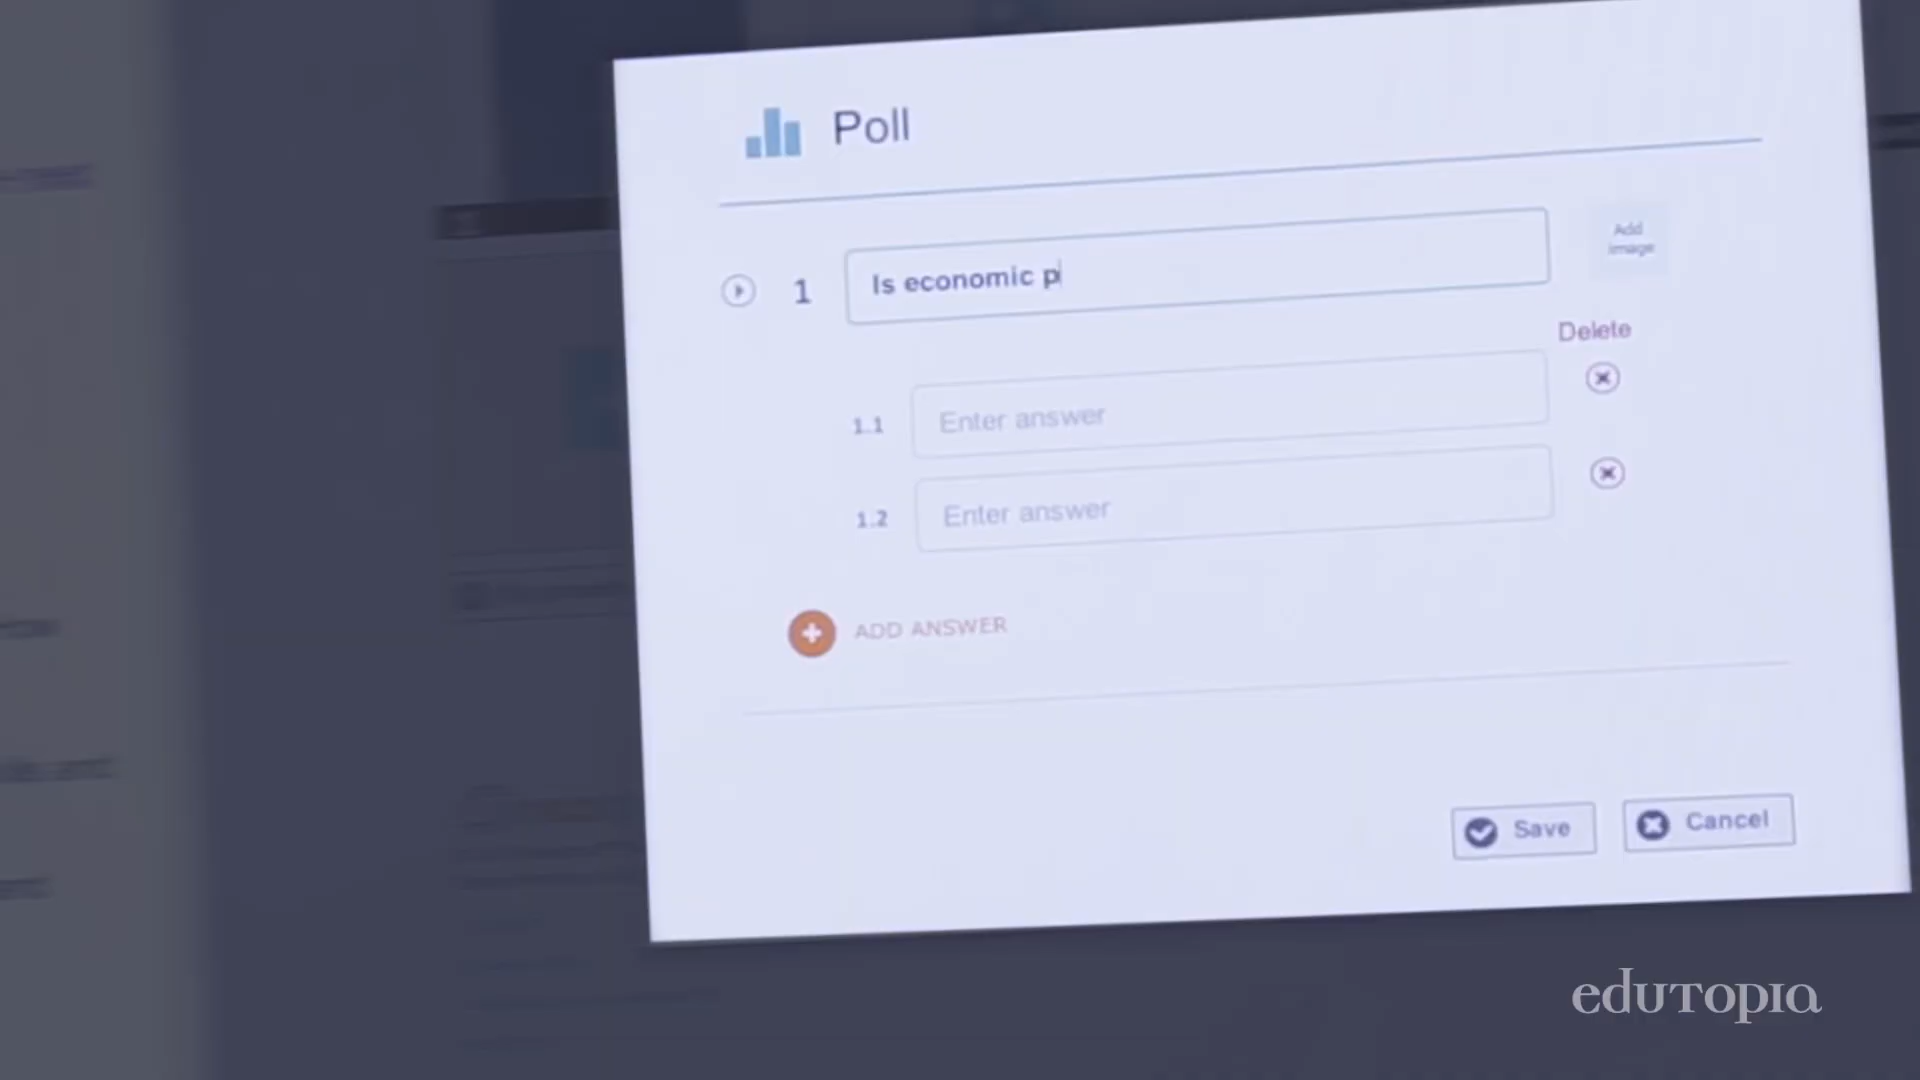 Poll
1
Is economic p
Add
image
Delete
1.1
Enter answer
1.2
Enter answer
ADD ANSWER
Save
Cancel
edutopia